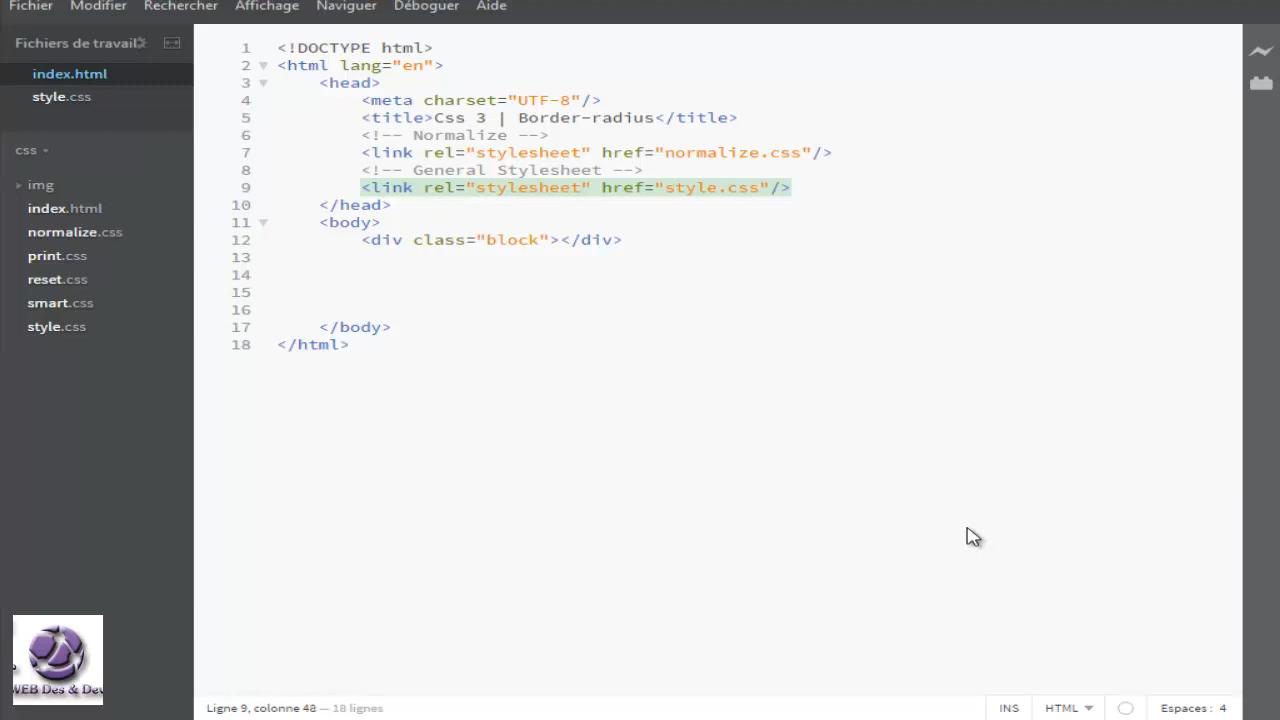 Fichier Modifier Rechercher Affichage Naviguer Déboguer Aide
Fichiers de travail
index.html
style.css
css
img
index.html
normalize.css
print.css
reset.css
smart.css
style.css
1 <!DOCTYPE html>
2 <html lang="en">
3 <head>
4 <meta charset="UTF-8"/>
5 <title>Css 3 | Border-radius</title>
6 <!-- Normalize -->
7 <link rel="stylesheet" href="normalize.css"/>
8 <!-- General Stylesheet -->
9 <link rel="stylesheet" href="style.css"/>
10 </head>
11 <body>
12 <div class="block"></div>
13
14
15
16
17 </body>
18 </html>
WEB Des & Dev
Ligne 9, colonne 48 — 18 lignes
INS HTML Espaces : 4